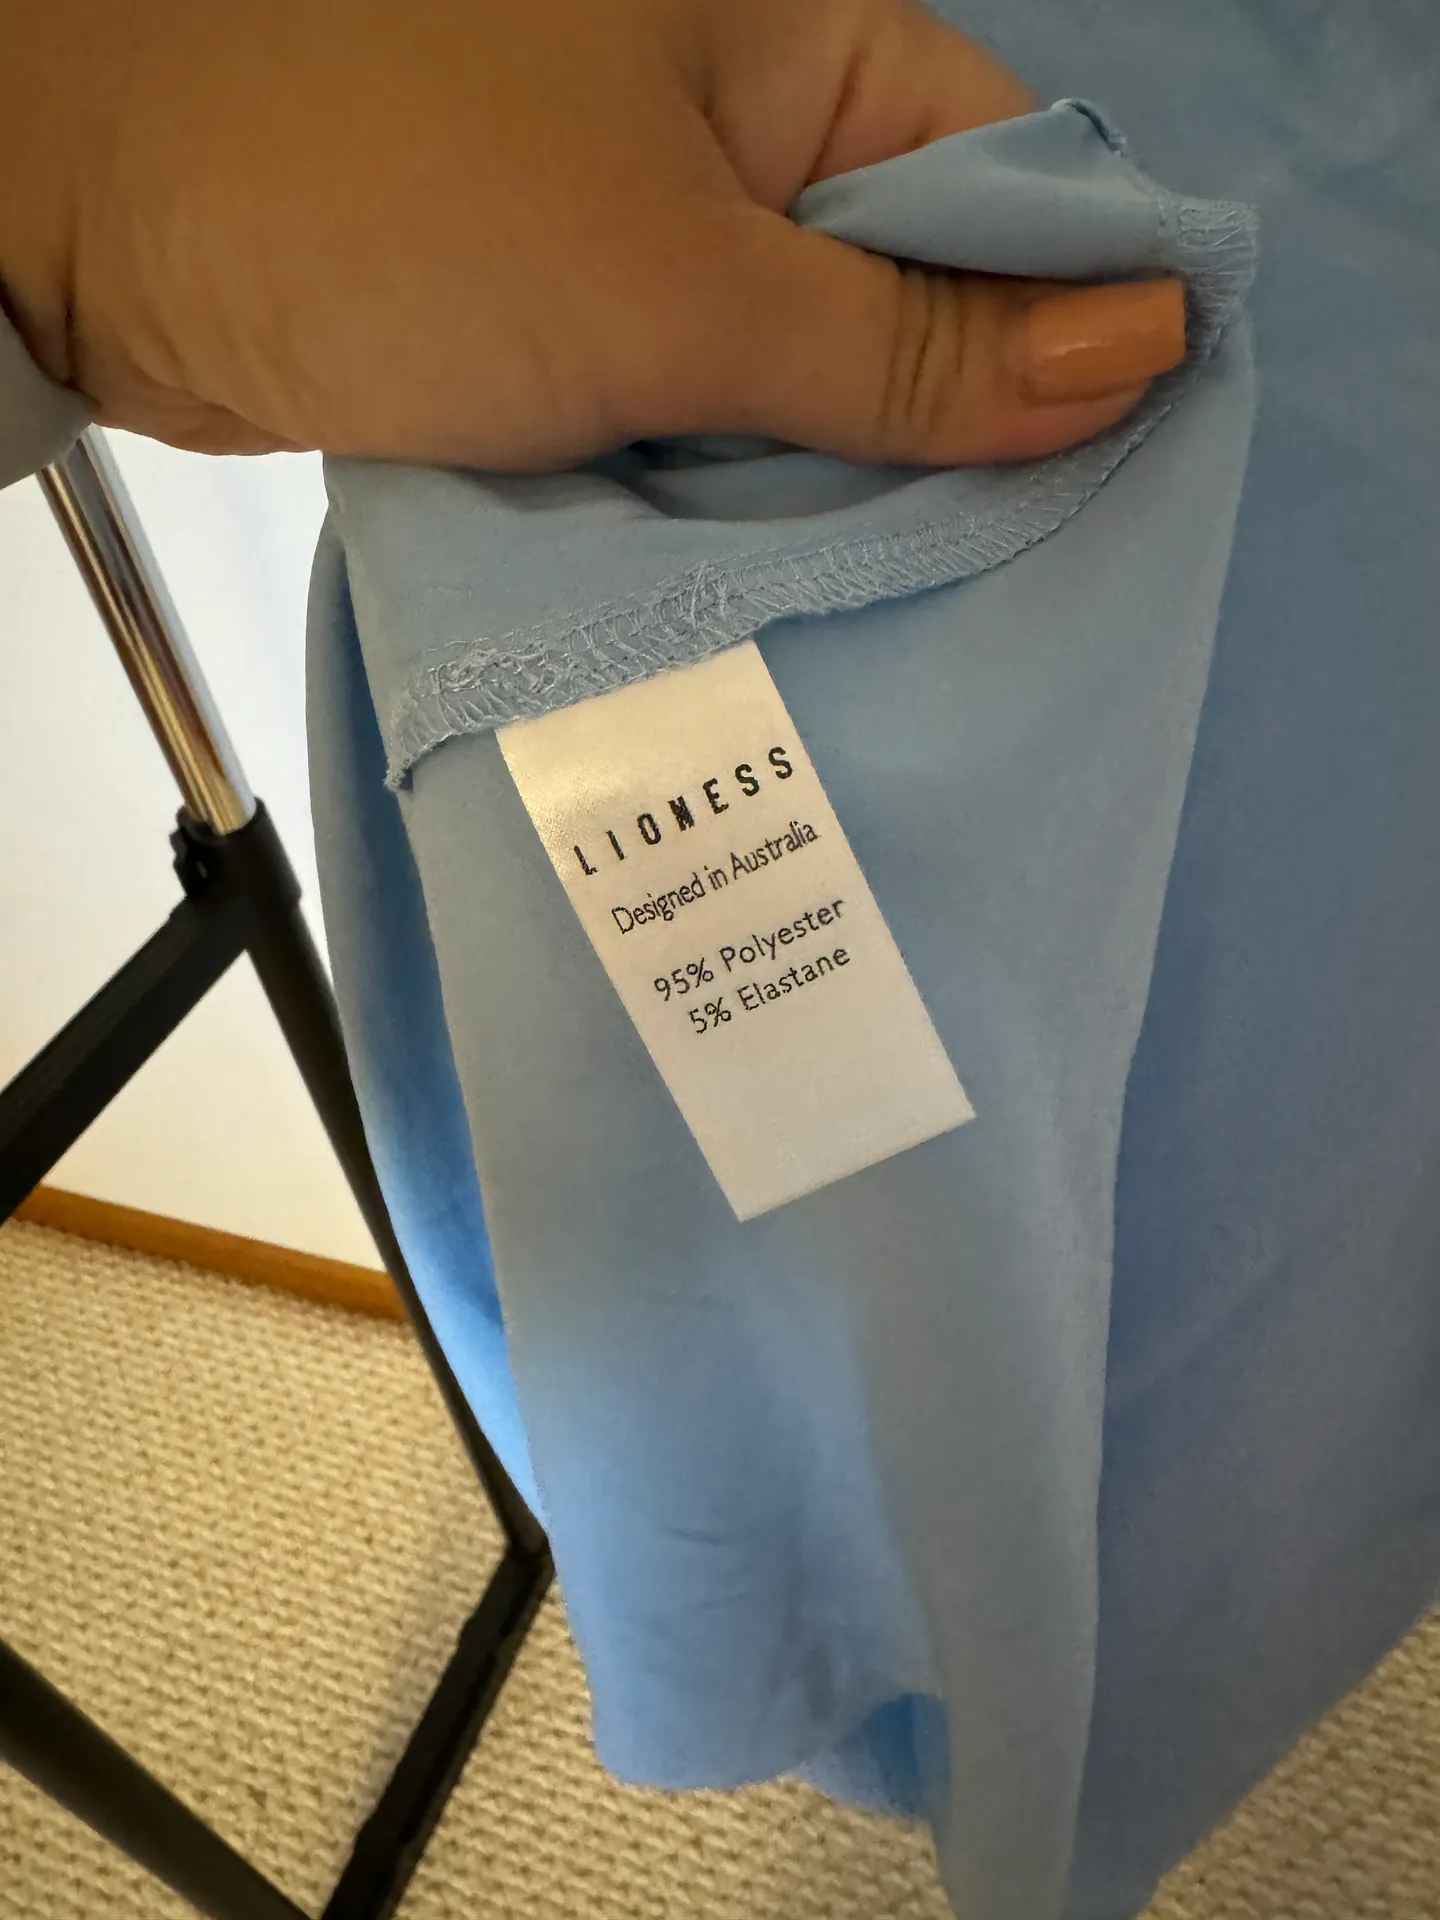 LIONESS
Designed in Australia
95% Polyester
5% Elastane